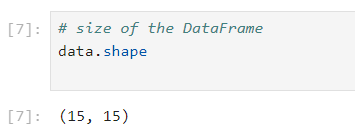 [7]: # size of the DataFrame
data.shape
[7]: (15, 15)